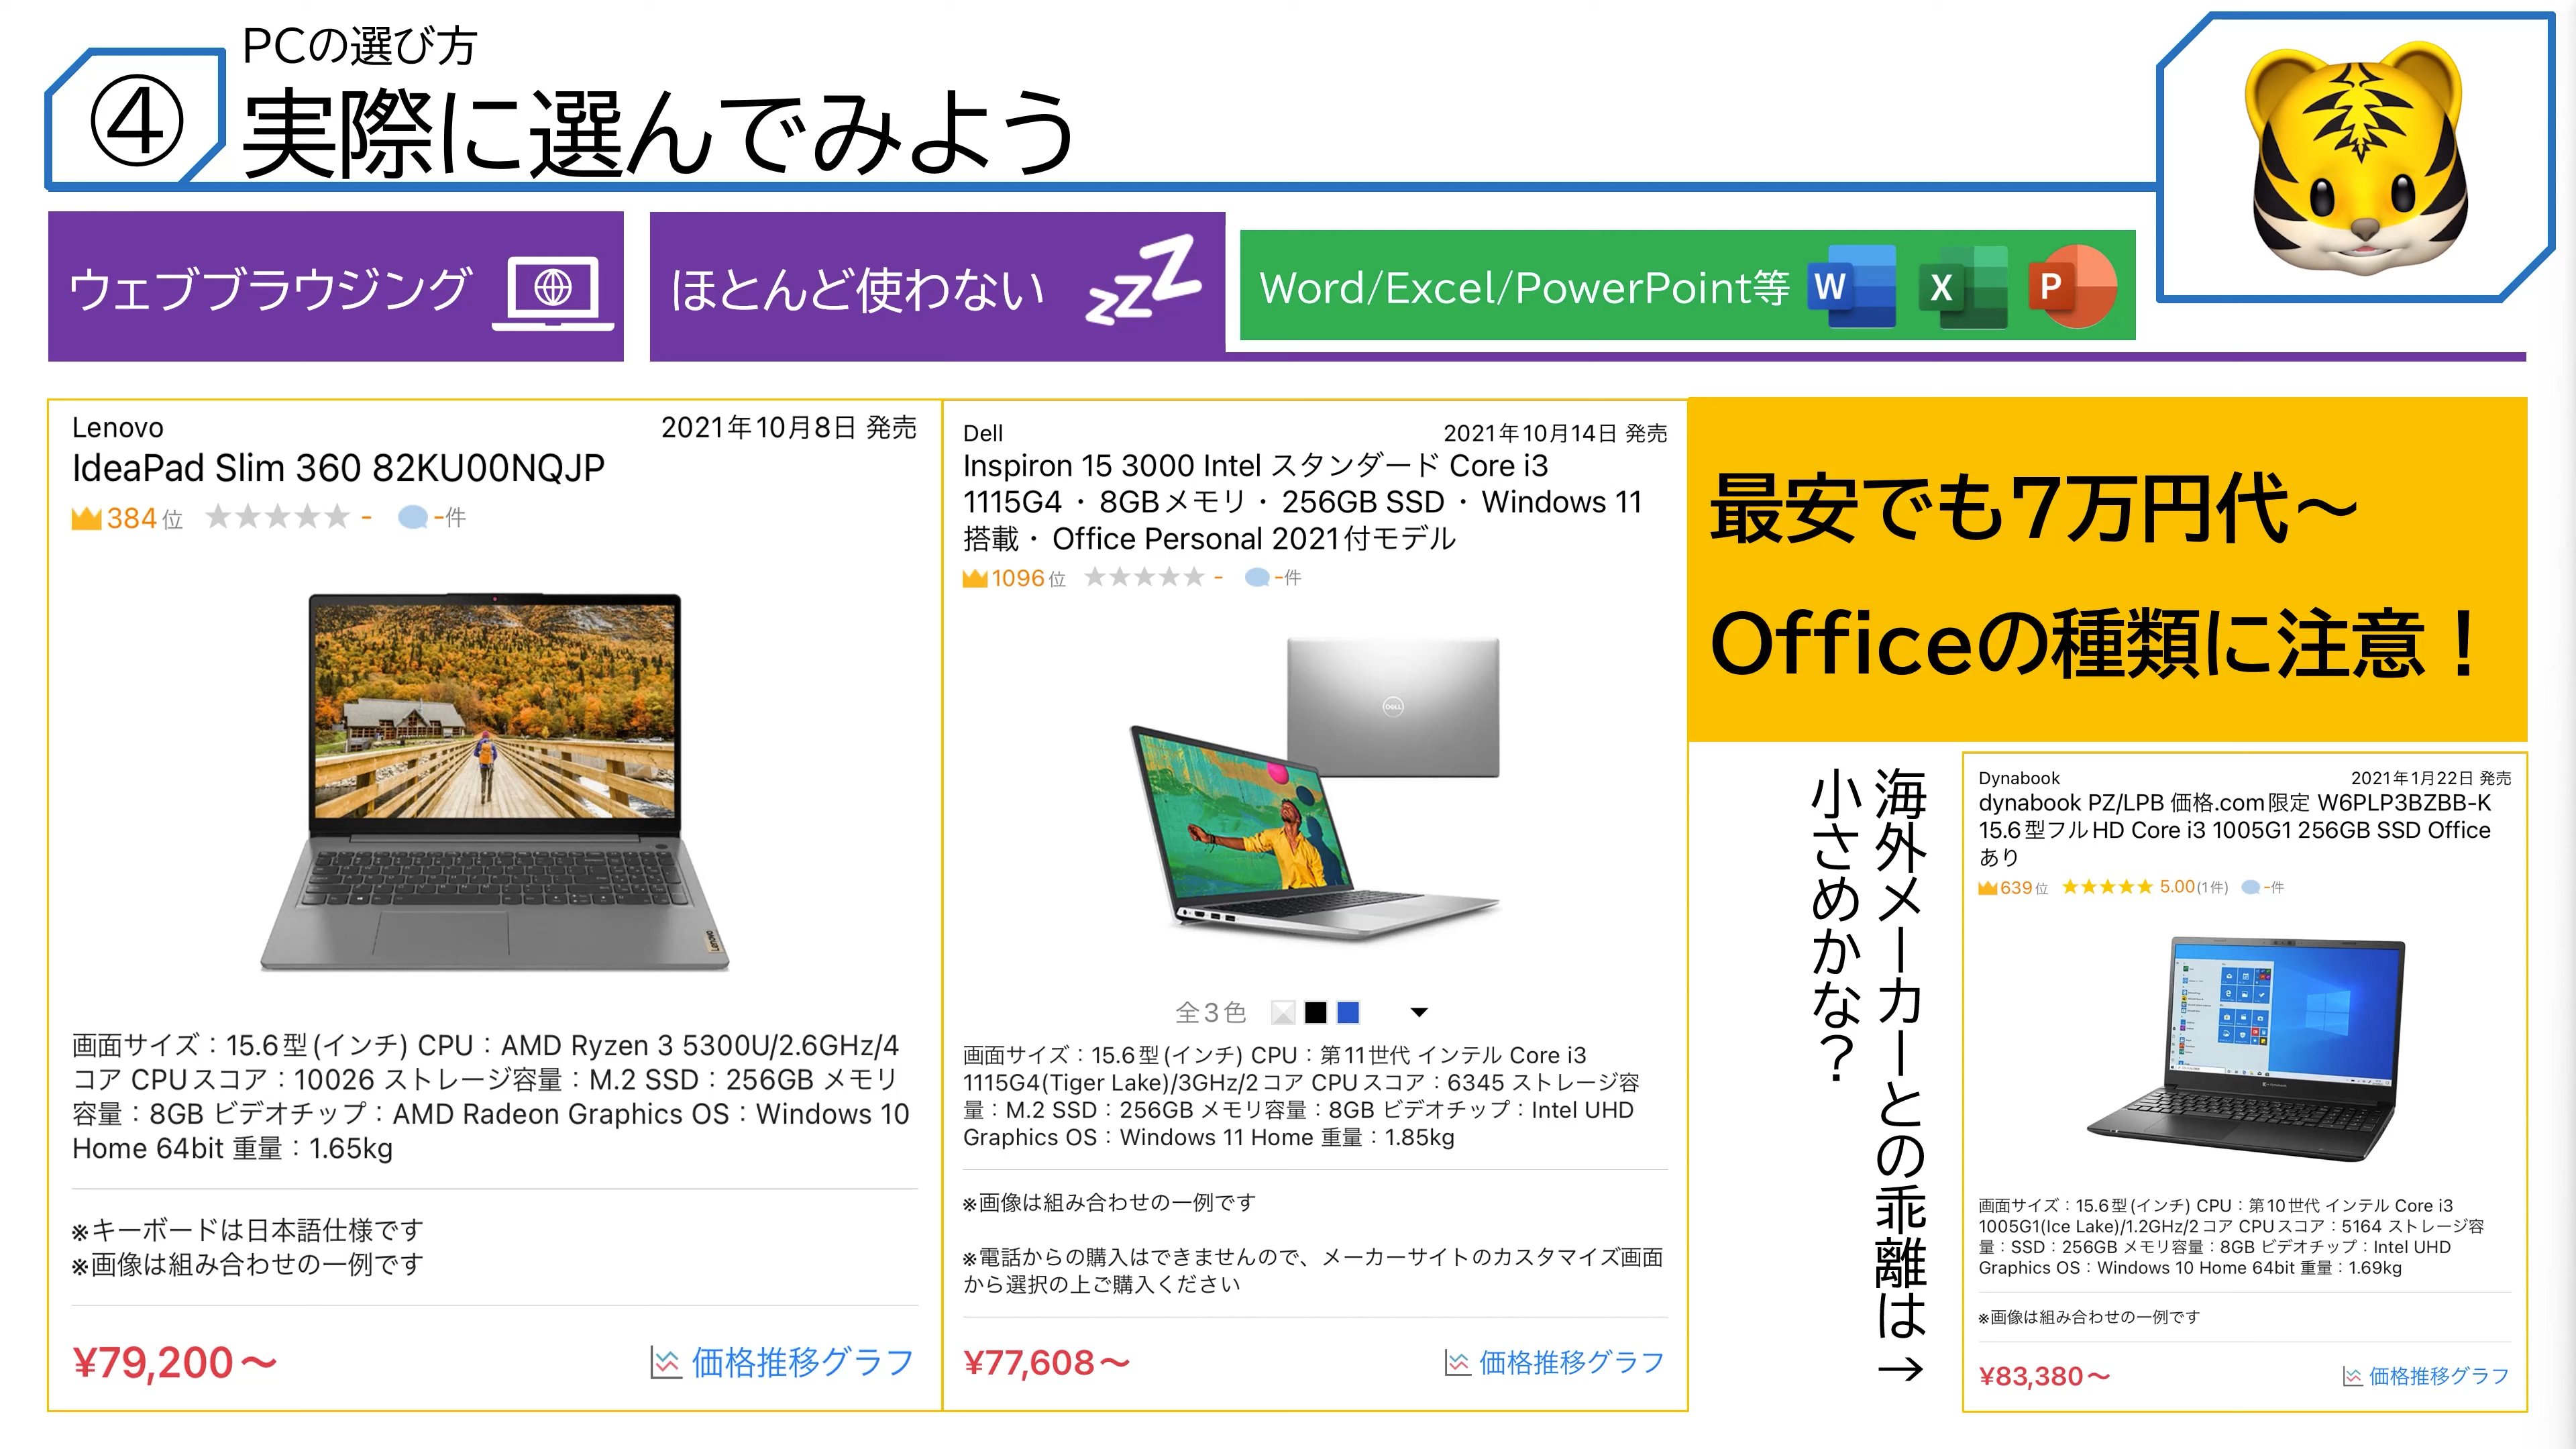 PCの選び方
④ 実際に選んでみよう
ウェブブラウジング
ほとんど使わない
zzZ
Word/Excel/PowerPoint等
W
X
P
Lenovo
2021年10月8日 発売
IdeaPad Slim 360 82KU00NQJP
384位 ★★★★★ - -件
Lenovo
画面サイズ：15.6型(インチ) CPU：AMD Ryzen 3 5300U/2.6GHz/4
コア CPUスコア：10026 ストレージ容量：M.2 SSD：256GB メモリ
容量：8GB ビデオチップ：AMD Radeon Graphics OS：Windows 10
Home 64bit 重量：1.65kg
※キーボードは日本語仕様です
※画像は組み合わせの一例です
¥79,200～
価格推移グラフ
Dell
2021年10月14日 発売
Inspiron 15 3000 Intel スタンダード Core i3
1115G4・8GBメモリ・256GB SSD・Windows 11
搭載・Office Personal 2021付モデル
1096位 ★★★★★ - -件
DELL
全3色
画面サイズ：15.6型(インチ) CPU：第11世代 インテル Core i3
1115G4(Tiger Lake)/3GHz/2コア CPUスコア：6345 ストレージ容
量：M.2 SSD：256GB メモリ容量：8GB ビデオチップ：Intel UHD
Graphics OS：Windows 11 Home 重量：1.85kg
※画像は組み合わせの一例です
※電話からの購入はできませんので、メーカーサイトのカスタマイズ画面
から選択の上ご購入ください
¥77,608～
価格推移グラフ
最安でも7万円代～
Officeの種類に注意！
海外メーカーとの乖離は→
小さめかな？
Dynabook
2021年1月22日 発売
dynabook PZ/LPB 価格.com限定 W6PLP3BZBB-K
15.6型フルHD Core i3 1005G1 256GB SSD Office
あり
639位 ★★★★★ 5.00(1件) -件
画面サイズ：15.6型(インチ) CPU：第10世代 インテル Core i3
1005G1(Ice Lake)/1.2GHz/2コア CPUスコア：5164 ストレージ容
量：SSD：256GB メモリ容量：8GB ビデオチップ：Intel UHD
Graphics OS：Windows 10 Home 64bit 重量：1.69kg
※画像は組み合わせの一例です
¥83,380～
価格推移グラフ